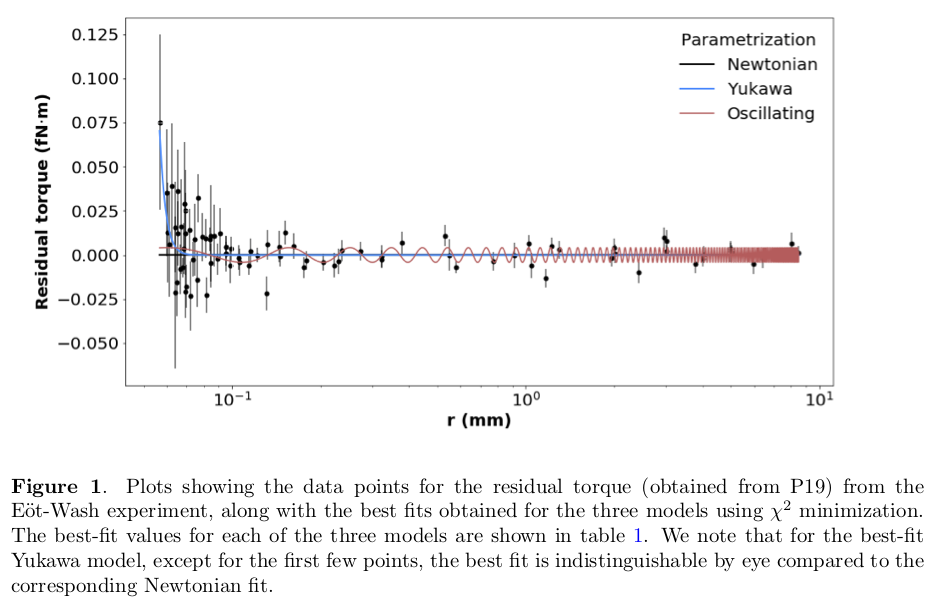 0.125
0.100
0.075
0.050
0.025
0.000
−0.025
−0.050
Residual torque (fN·m)
Parametrization
Newtonian
Yukawa
Oscillating
10⁻¹
10⁰
10¹
r (mm)
Figure 1. Plots showing the data points for the residual torque (obtained from P19) from the
Eöt-Wash experiment, along with the best fits obtained for the three models using χ² minimization.
The best-fit values for each of the three models are shown in table 1. We note that for the best-fit
Yukawa model, except for the first few points, the best fit is indistinguishable by eye compared to the
corresponding Newtonian fit.